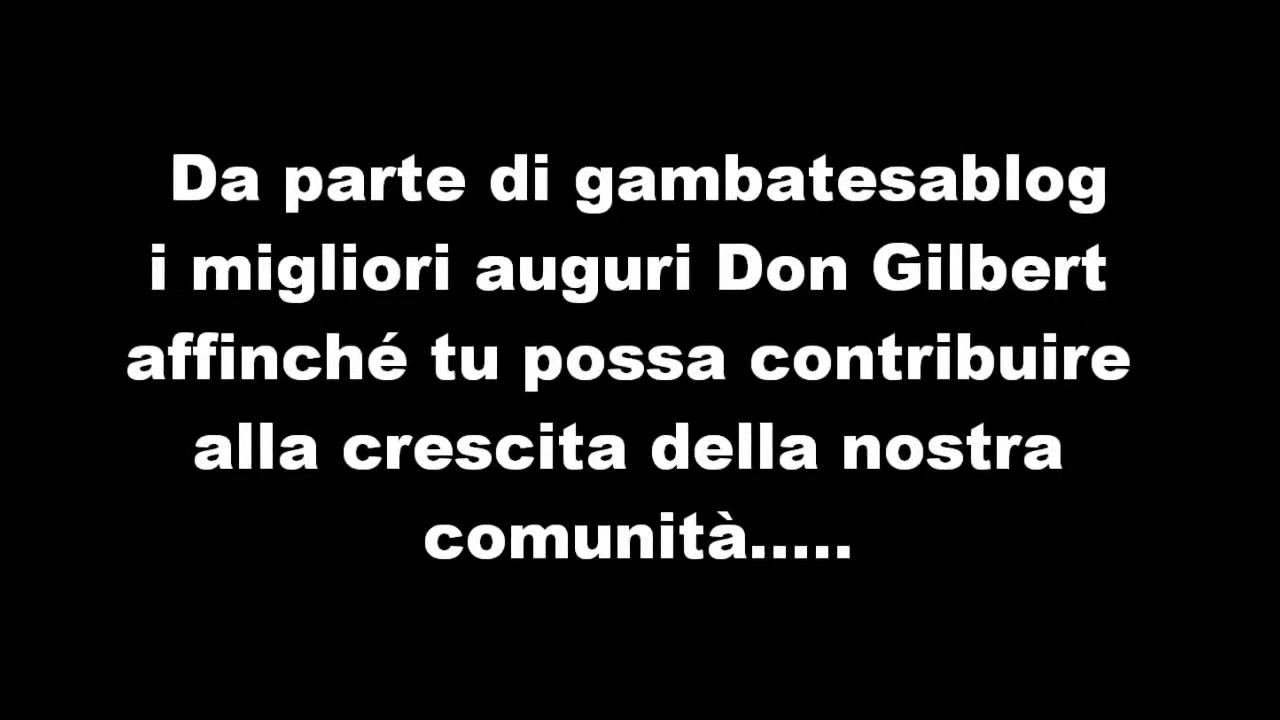 Da parte di gambatesablog
i migliori auguri Don Gilbert
affinché tu possa contribuire
alla crescita della nostra
comunità.....